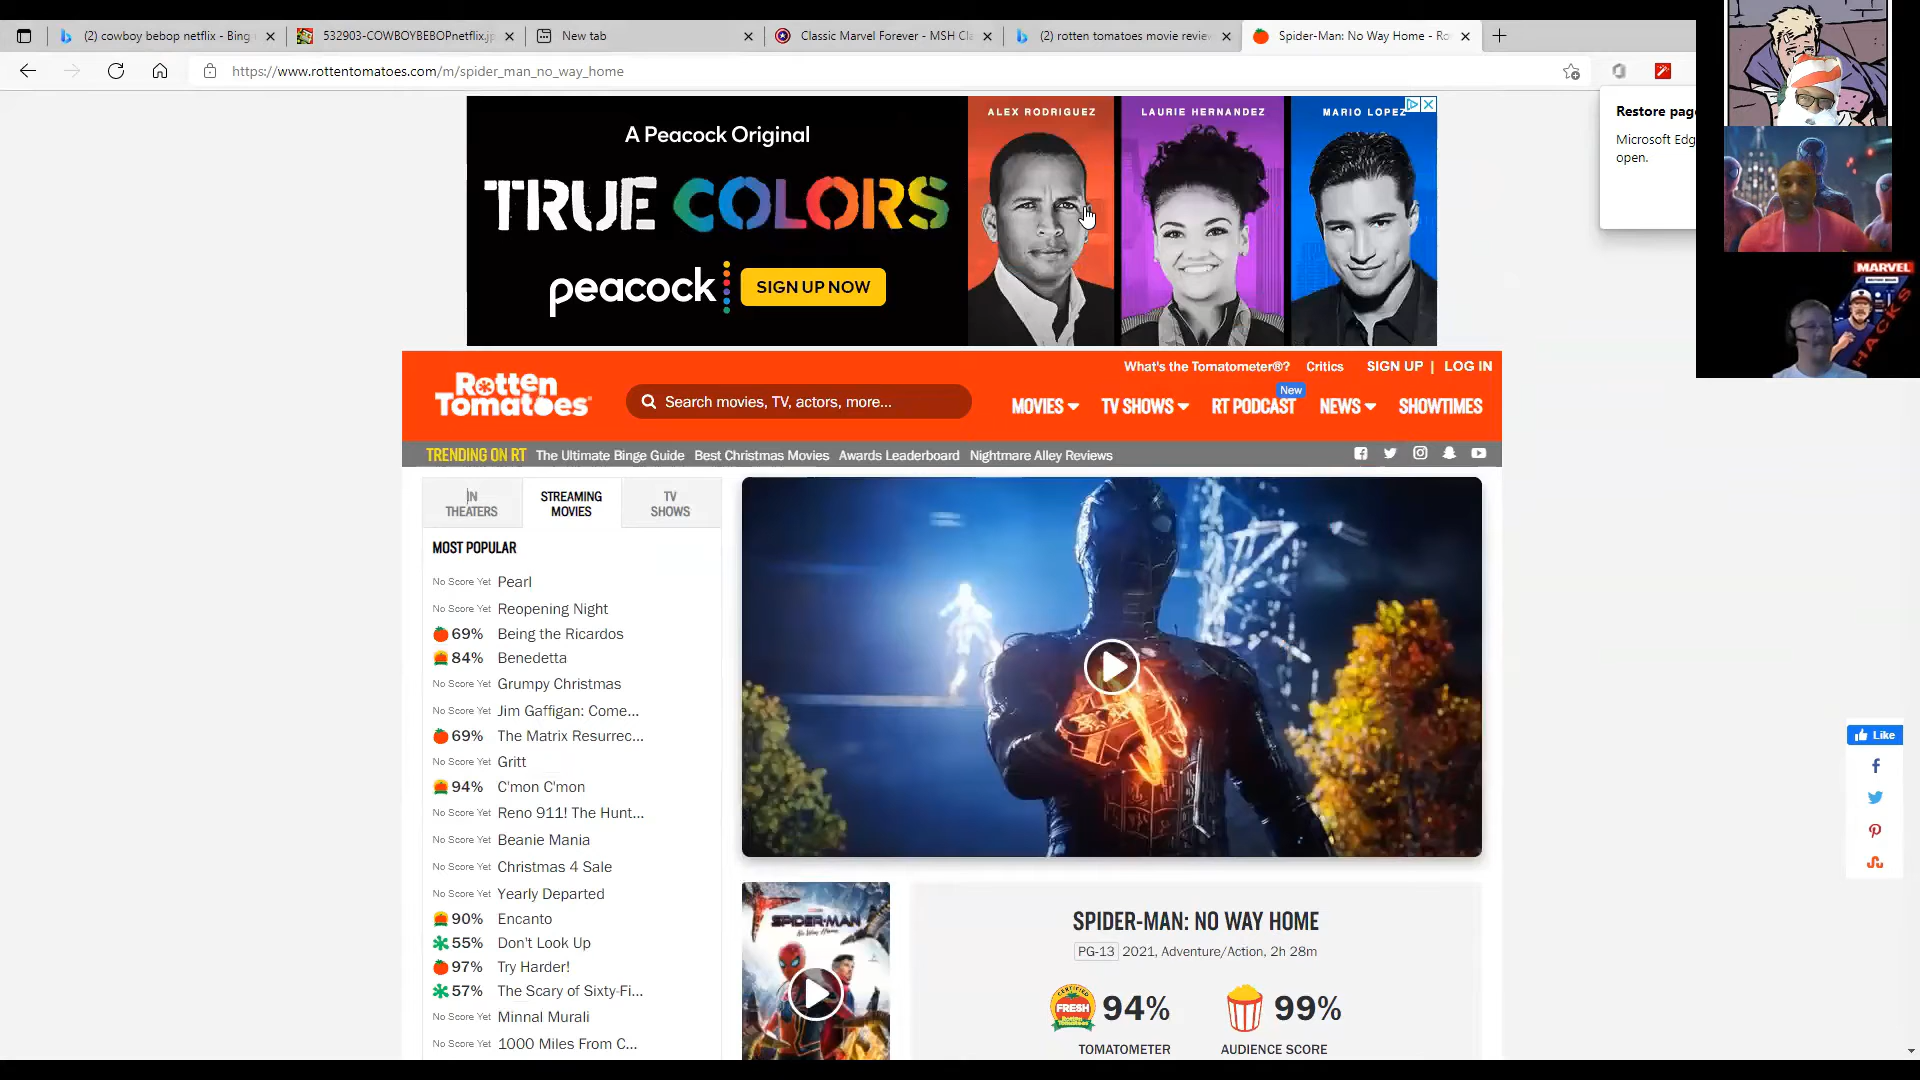 (2) cowboy bebop netflix - Bing
532903-COWBOYBEBOPnetflix.jp
New tab
Classic Marvel Forever - MSH Cla
(2) rotten tomatoes movie review
Spider-Man: No Way Home - Ro
https://www.rottentomatoes.com/m/spider_man_no_way_home
Restore pag
Microsoft Edg
open.
MARVEL
HACKS
A Peacock Original
TRUE COLORS
peacock
SIGN UP NOW
ALEX RODRIGUEZ
LAURIE HERNANDEZ
MARIO LOPEZ
Rotten
Tomatoes
Search movies, TV, actors, more...
What's the Tomatometer®?
Critics
SIGN UP | LOG IN
MOVIES
TV SHOWS
New
RT PODCAST
NEWS
SHOWTIMES
TRENDING ON RT
The Ultimate Binge Guide
Best Christmas Movies
Awards Leaderboard
Nightmare Alley Reviews
IN
THEATERS
STREAMING
MOVIES
TV
SHOWS
MOST POPULAR
No Score Yet Pearl
No Score Yet Reopening Night
69% Being the Ricardos
84% Benedetta
No Score Yet Grumpy Christmas
No Score Yet Jim Gaffigan: Come...
69% The Matrix Resurrec...
No Score Yet Gritt
94% C'mon C'mon
No Score Yet Reno 911! The Hunt...
No Score Yet Beanie Mania
No Score Yet Christmas 4 Sale
No Score Yet Yearly Departed
90% Encanto
55% Don't Look Up
97% Try Harder!
57% The Scary of Sixty-Fi...
No Score Yet Minnal Murali
No Score Yet 1000 Miles From C...
SPIDER-MAN
No Way Home
SPIDER-MAN: NO WAY HOME
PG-13 2021, Adventure/Action, 2h 28m
CERTIFIED
FRESH
Rotten
Tomatoes
94%
99%
TOMATOMETER
AUDIENCE SCORE
Like